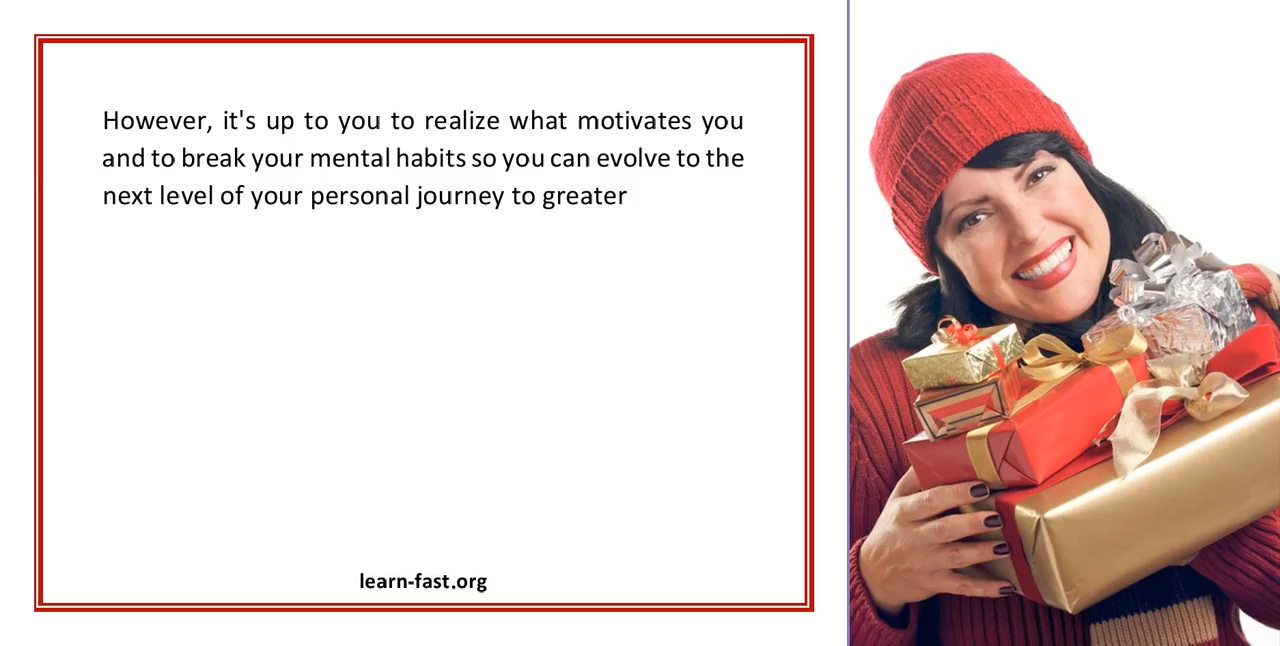 However, it's up to you to realize what motivates you
and to break your mental habits so you can evolve to the
next level of your personal journey to greater
learn-fast.org